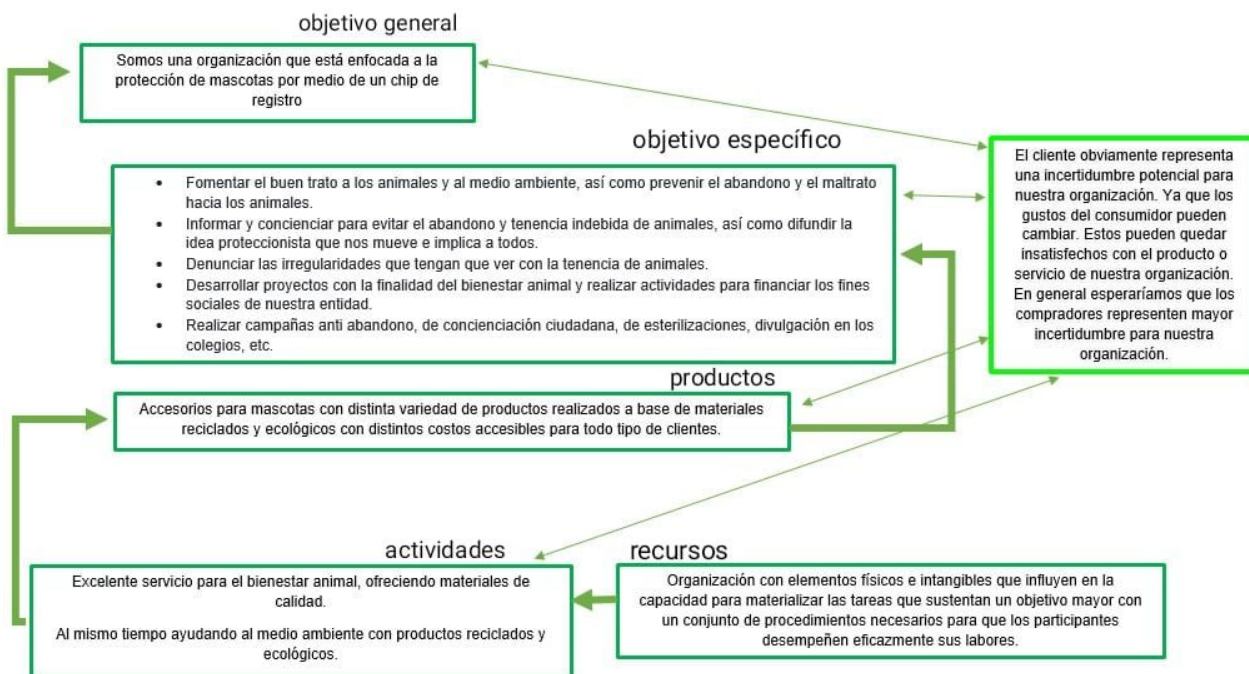 objetivo general
Somos una organización que está enfocada a la
protección de mascotas por medio de un chip de
registro
objetivo específico
• Fomentar el buen trato a los animales y al medio ambiente, así como prevenir el abandono y el maltrato
hacia los animales.
• Informar y concienciar para evitar el abandono y tenencia indebida de animales, así como difundir la
idea proteccionista que nos mueve e implica a todos.
• Denunciar las irregularidades que tengan que ver con la tenencia de animales.
• Desarrollar proyectos con la finalidad del bienestar animal y realizar actividades para financiar los fines
sociales de nuestra entidad.
• Realizar campañas anti abandono, de concienciación ciudadana, de esterilizaciones, divulgación en los
colegios, etc.
El cliente obviamente representa
una incertidumbre potencial para
nuestra organización. Ya que los
gustos del consumidor pueden
cambiar. Estos pueden quedar
insatisfechos con el producto o
servicio de nuestra organización.
En general esperaríamos que los
compradores representen mayor
incertidumbre para nuestra
organización.
productos
Accesorios para mascotas con distinta variedad de productos realizados a base de materiales
reciclados y ecológicos con distintos costos accesibles para todo tipo de clientes.
actividades
Excelente servicio para el bienestar animal, ofreciendo materiales de
calidad.
Al mismo tiempo ayudando al medio ambiente con productos reciclados y
ecológicos.
recursos
Organización con elementos físicos e intangibles que influyen en la
capacidad para materializar las tareas que sustentan un objetivo mayor con
un conjunto de procedimientos necesarios para que los participantes
desempeñen eficazmente sus labores.